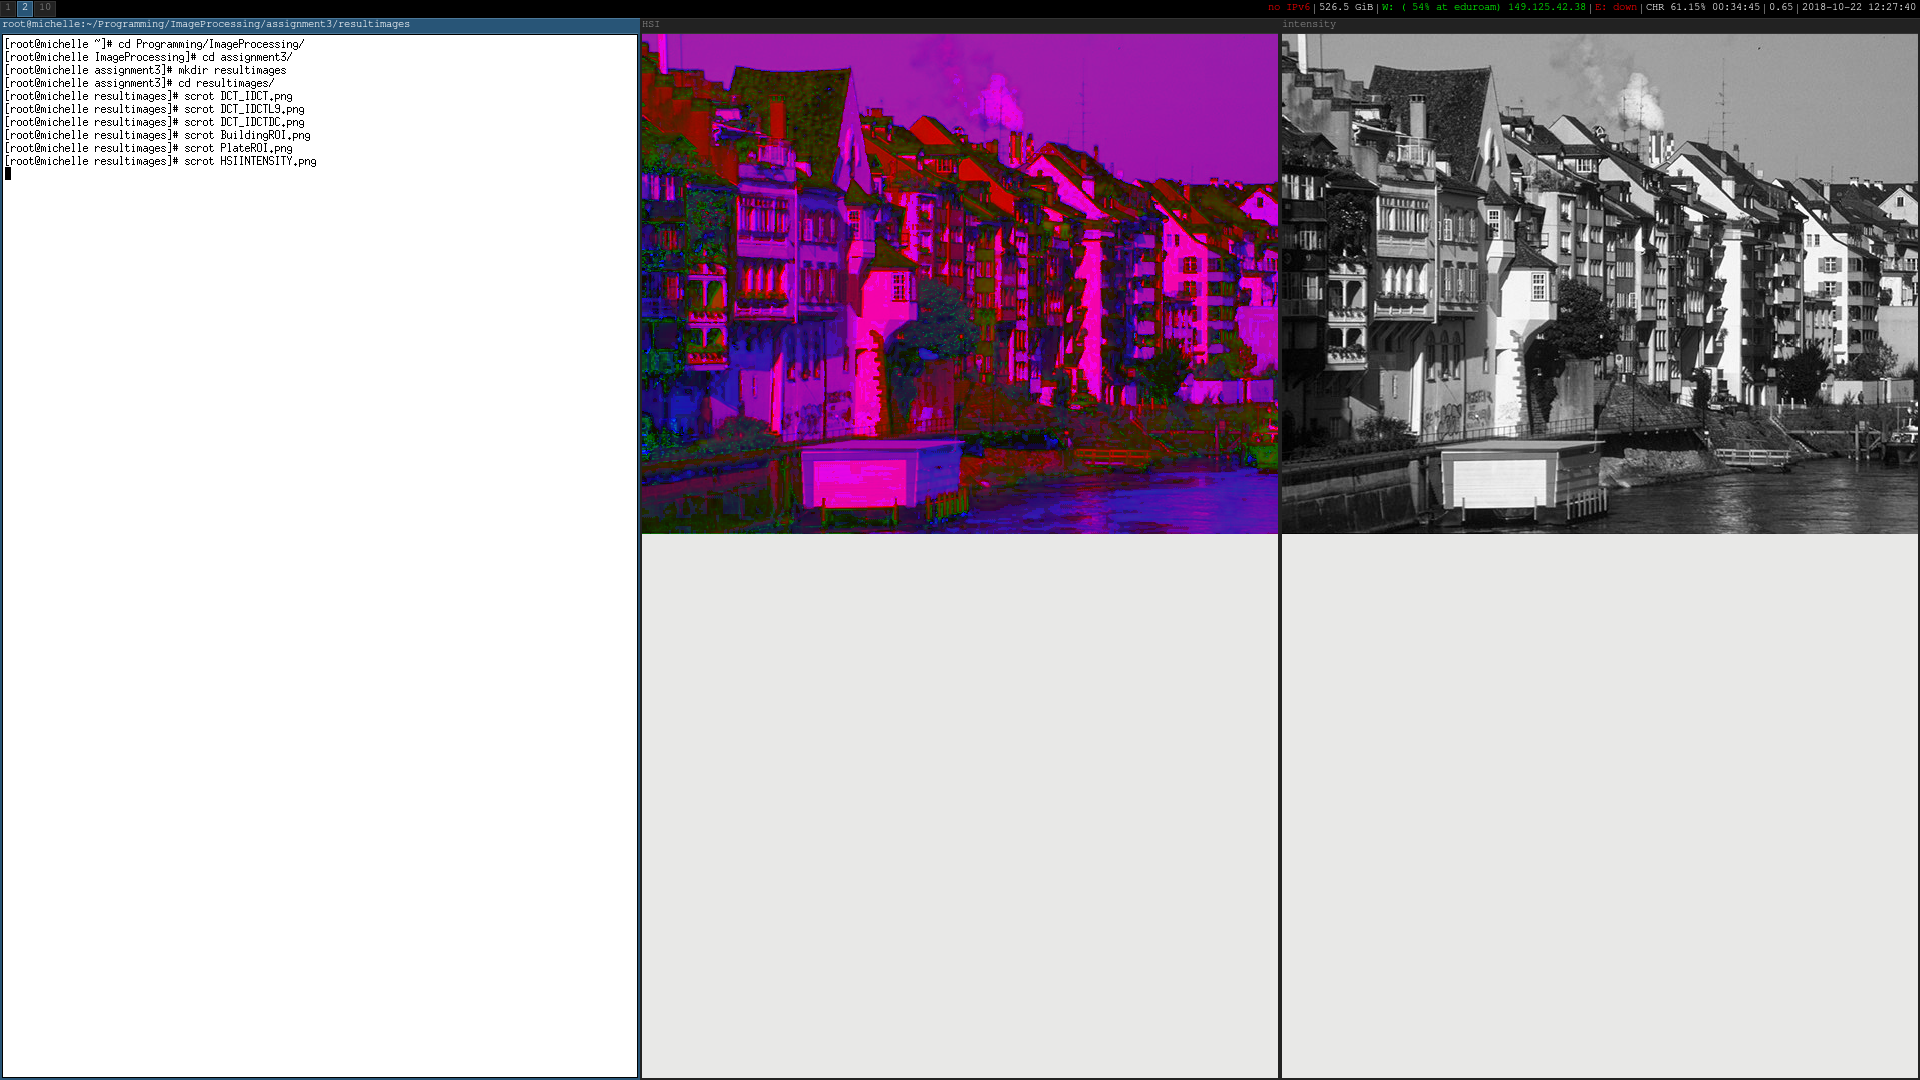 1 2 10
no IPv6|526.5 GiB|W: ( 54% at eduroam) 149.125.42.38|E: down|CHR 61.15% 00:34:45|0.65|2018-10-22 12:27:40
root@michelle:~/Programming/ImageProcessing/assignment3/resultimages
HSI
intensity
[root@michelle ~]# cd Programming/ImageProcessing/
[root@michelle ImageProcessing]# cd assignment3/
[root@michelle assignment3]# mkdir resultimages
[root@michelle assignment3]# cd resultimages/
[root@michelle resultimages]# scrot DCT_IDCT.png
[root@michelle resultimages]# scrot DCT_IDCTL9.png
[root@michelle resultimages]# scrot DCT_IDCTDC.png
[root@michelle resultimages]# scrot BuildingROI.png
[root@michelle resultimages]# scrot PlateROI.png
[root@michelle resultimages]# scrot HSIINTENSITY.png